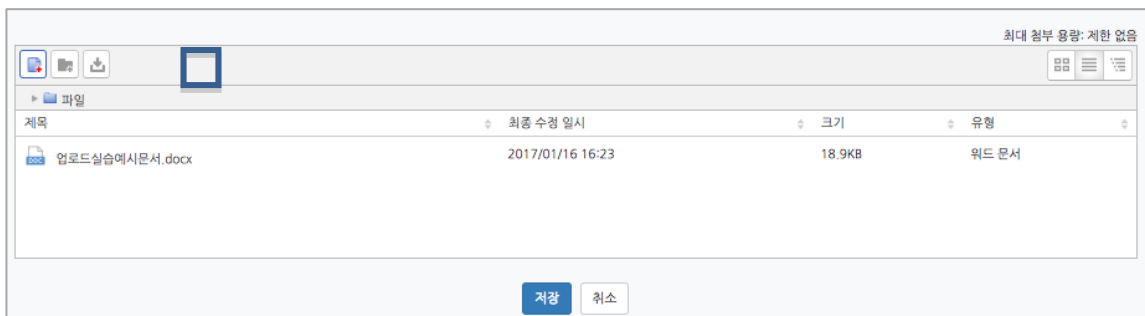 최대 첨부 용량: 제한 없음
파일
제목 최종 수정 일시 크기 유형
DOC 업로드실습예시문서.docx 2017/01/16 16:23 18.9KB 워드 문서
저장 취소